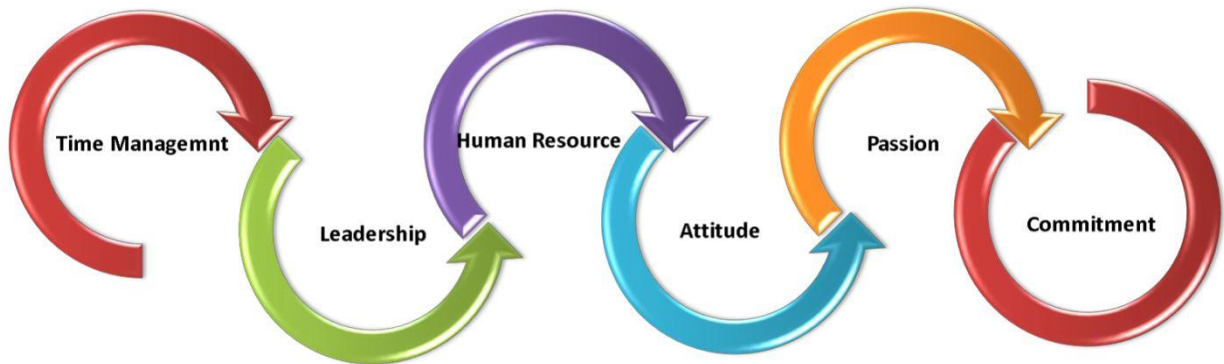 Time Managemnt
Leadership
Human Resource
Attitude
Passion
Commitment